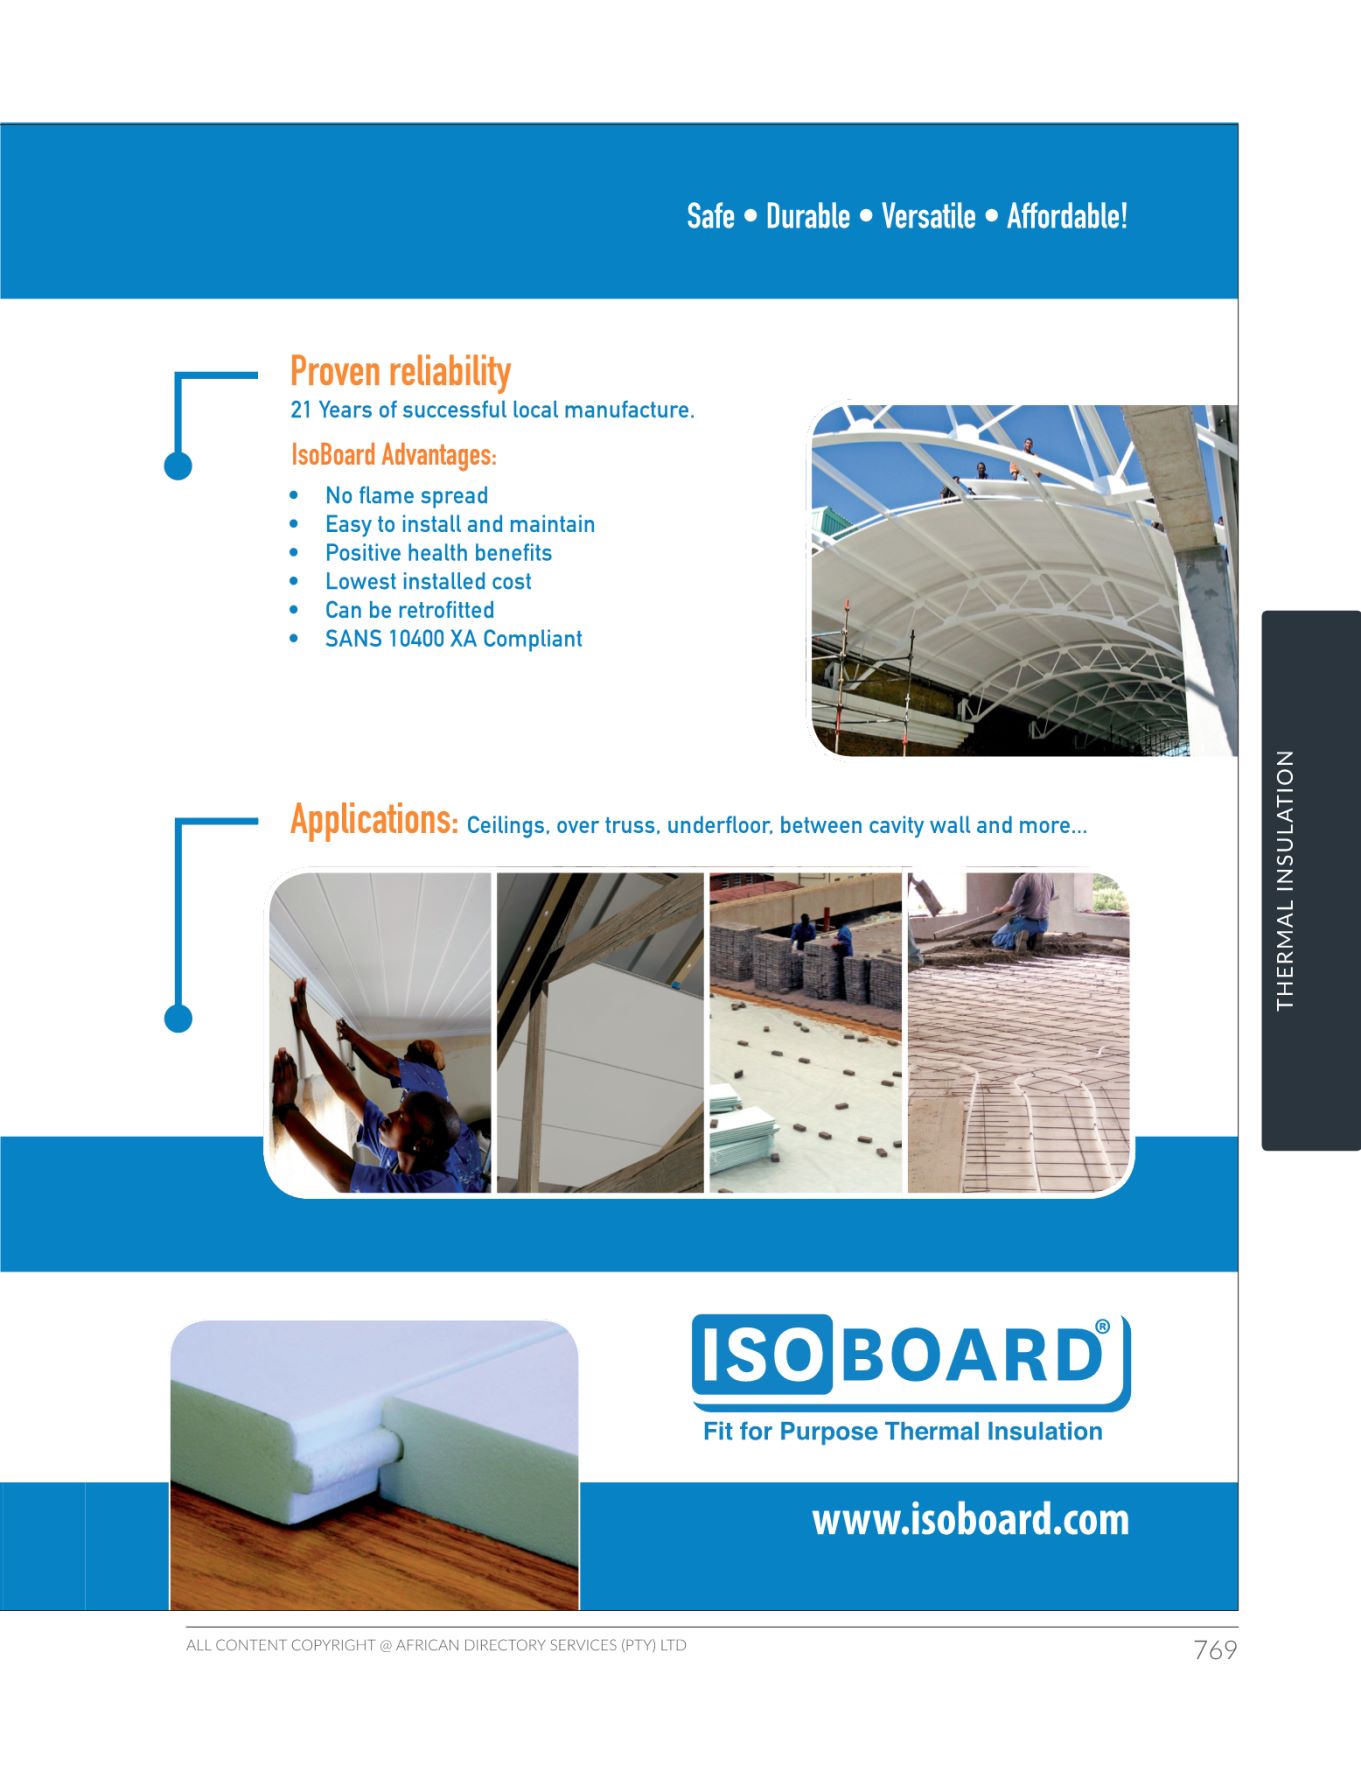 Safe • Durable • Versatile • Affordable!
Proven reliability
21 Years of successful local manufacture.
IsoBoard Advantages:
• No flame spread
• Easy to install and maintain
• Positive health benefits
• Lowest installed cost
• Can be retrofitted
• SANS 10400 XA Compliant
THERMAL INSULATION
Applications: Ceilings, over truss, underfloor, between cavity wall and more...
ISOBOARD®
Fit for Purpose Thermal Insulation
www.isoboard.com
ALL CONTENT COPYRIGHT @ AFRICAN DIRECTORY SERVICES (PTY) LTD
769